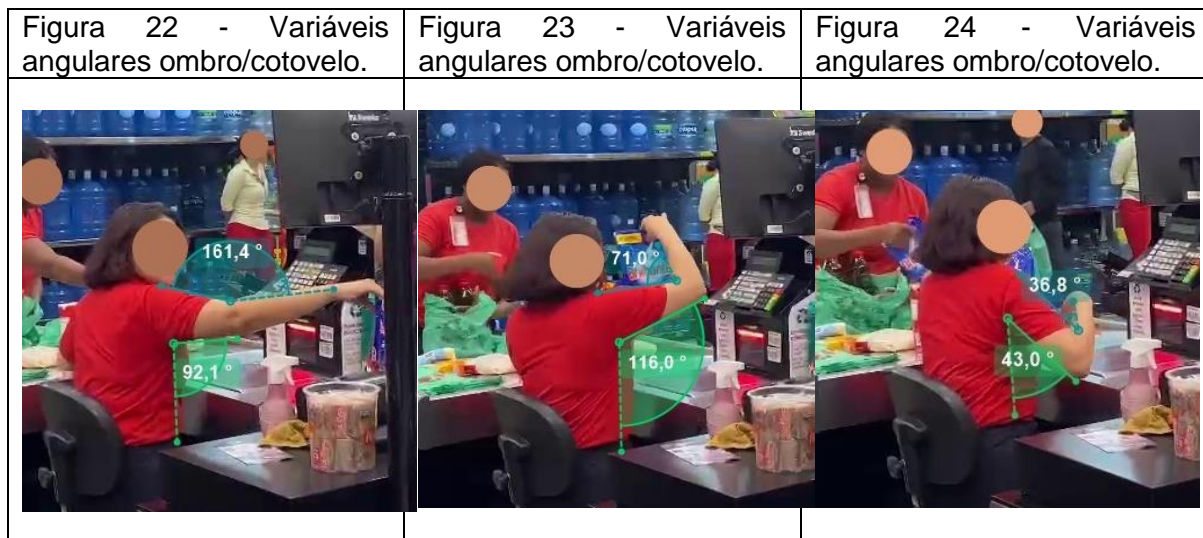 Figura 22 - Variáveis
angulares ombro/cotovelo.
Figura 23 - Variáveis
angulares ombro/cotovelo.
Figura 24 - Variáveis
angulares ombro/cotovelo.
161,4 °
92,1 °
71,0 °
116,0 °
36,8 °
43,0 °